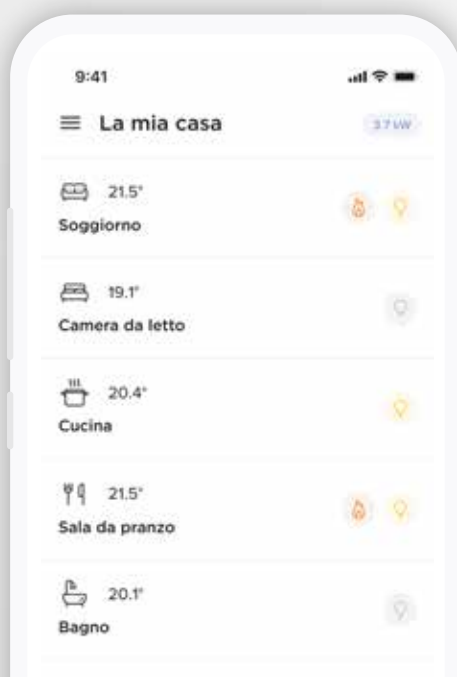 9:41
La mia casa
3.7 kW
21.5°
Soggiorno
19.1°
Camera da letto
20.4°
Cucina
21.5°
Sala da pranzo
20.1°
Bagno